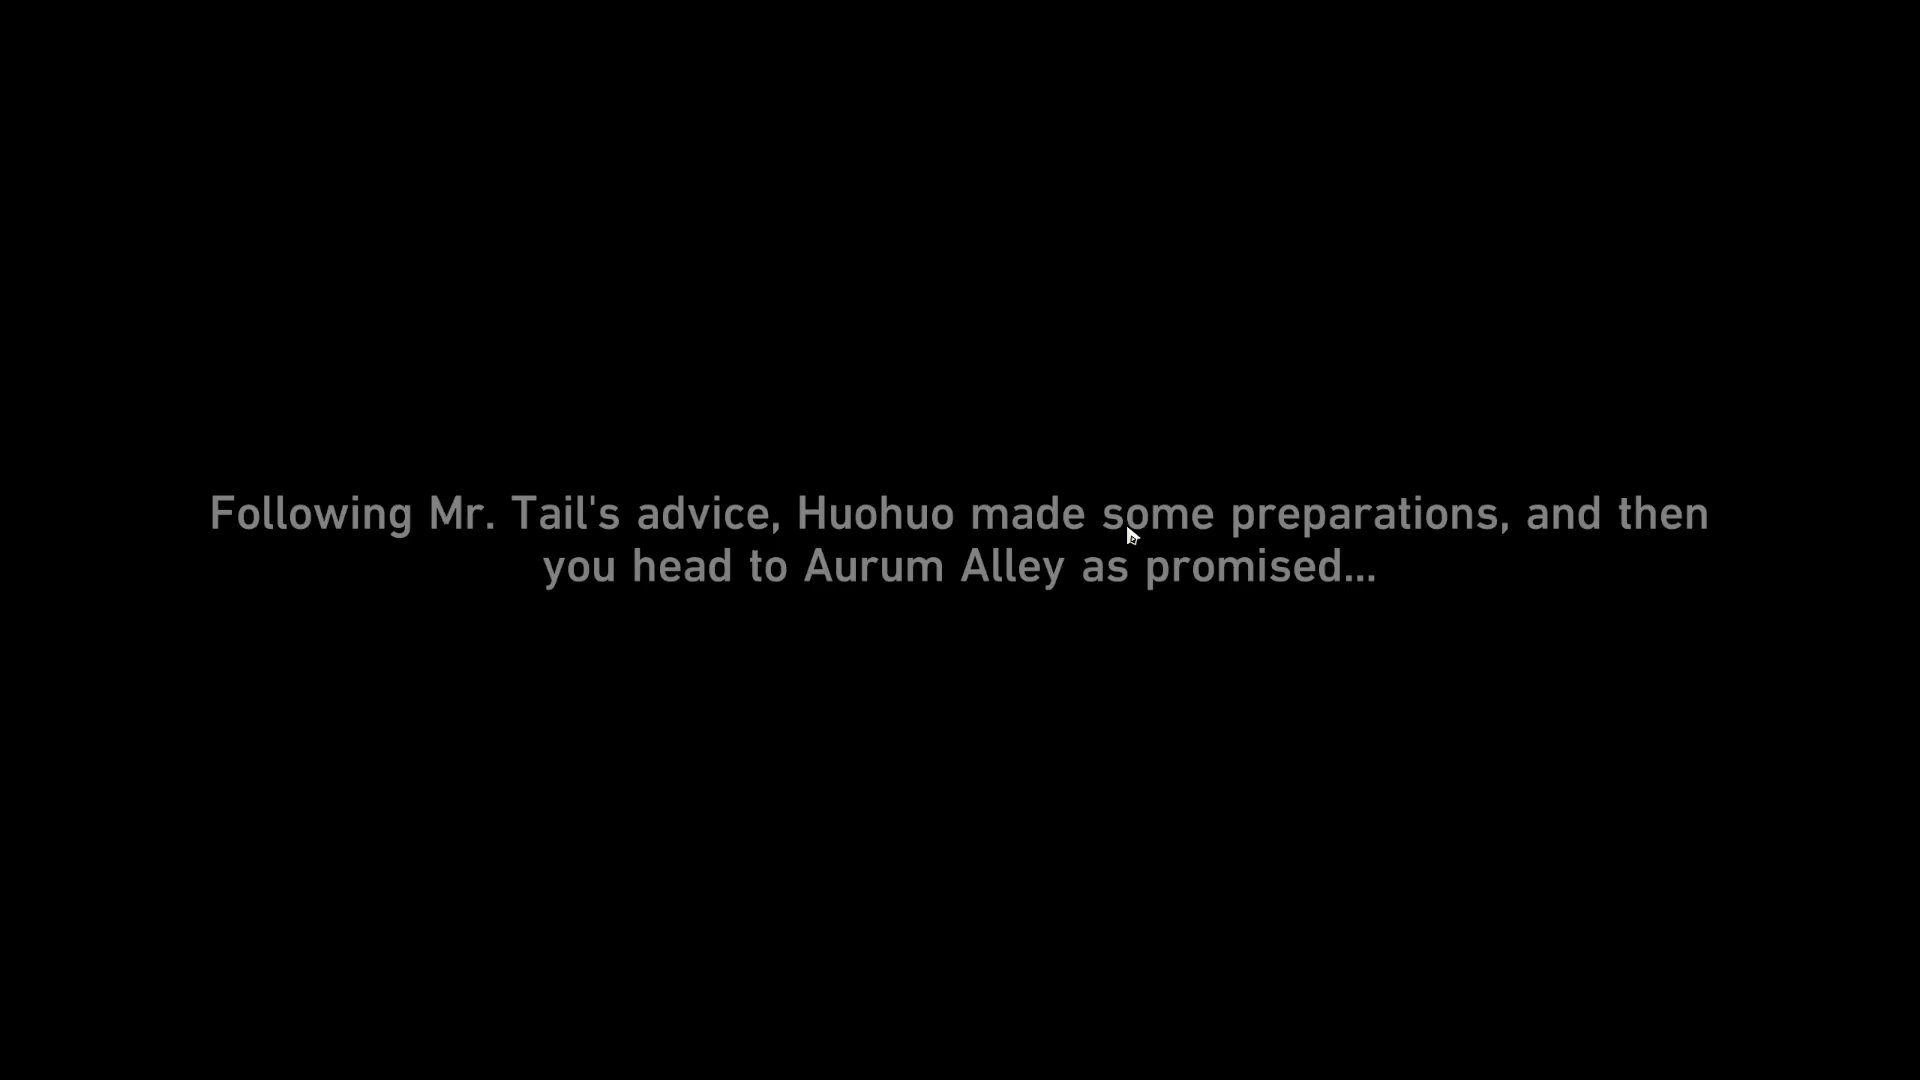 Following Mr. Tail's advice, Huohuo made some preparations, and then
you head to Aurum Alley as promised...